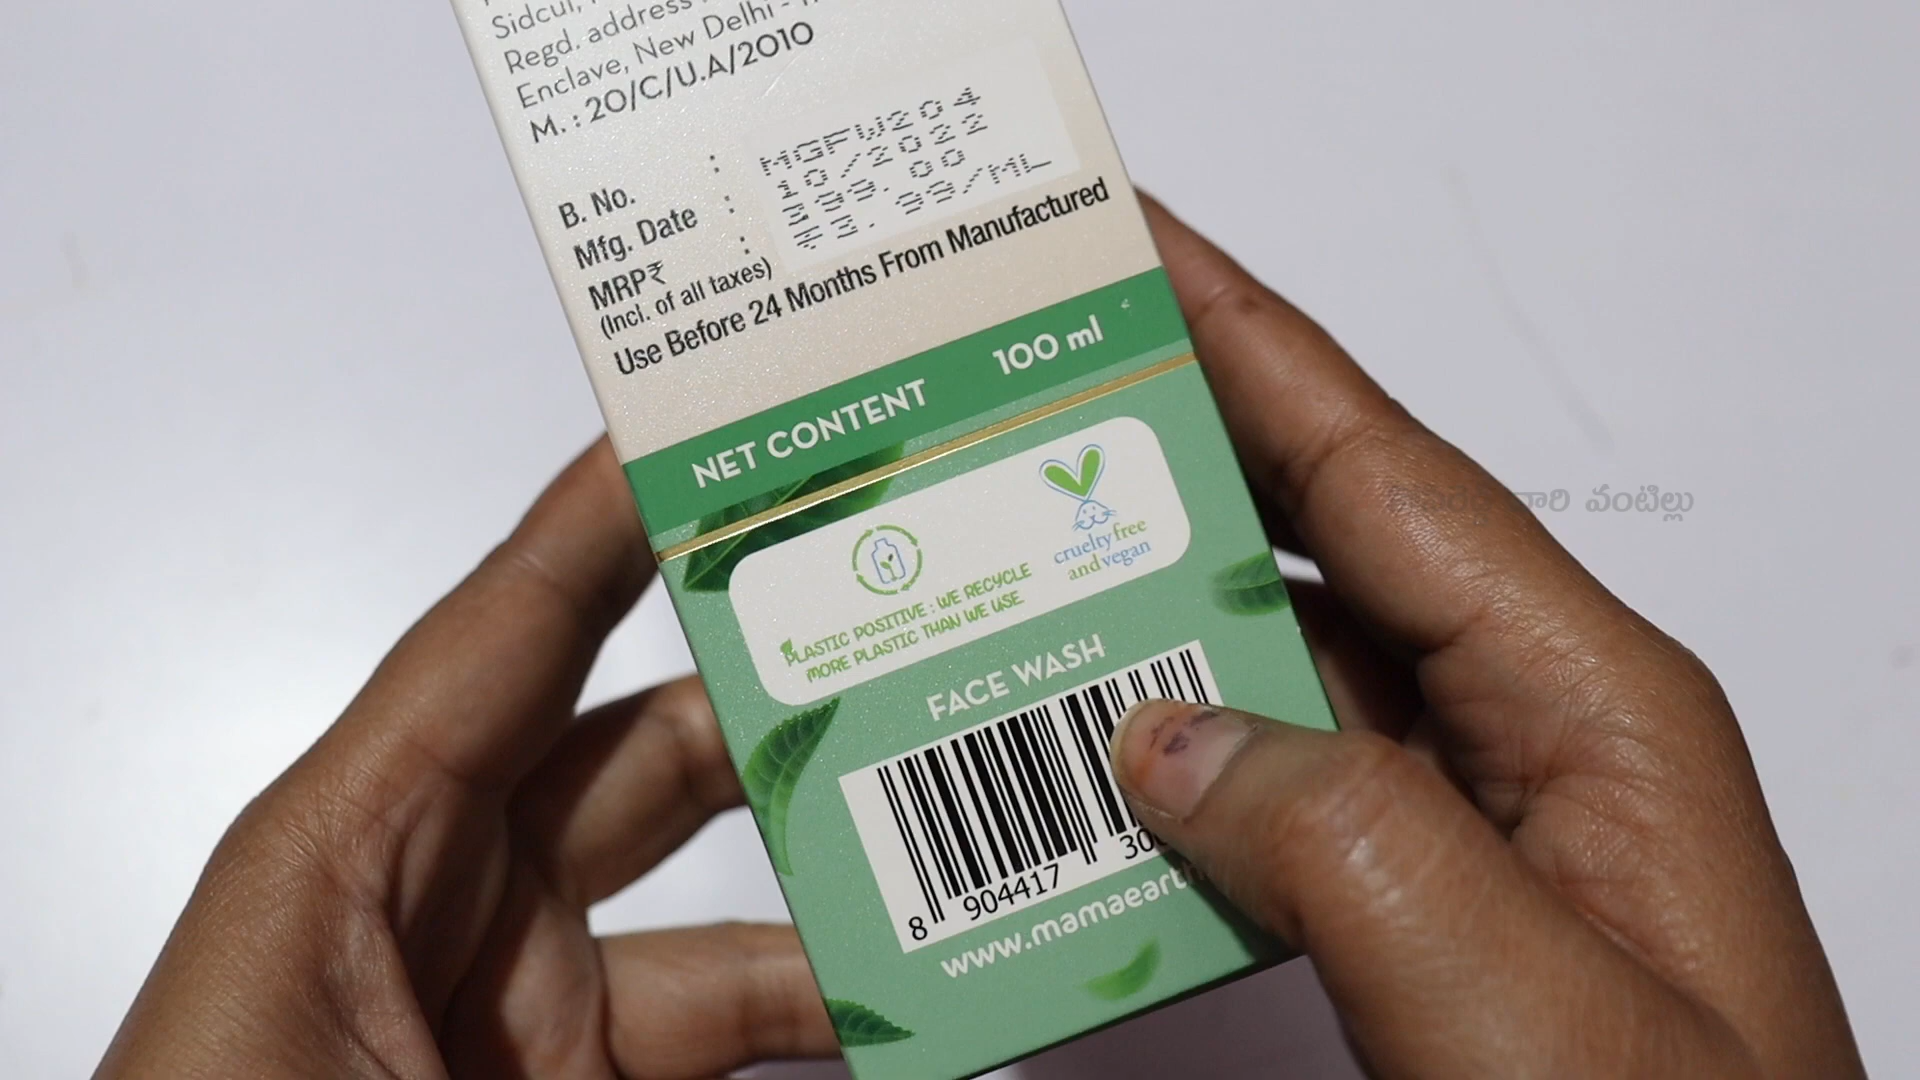 Sidcul,
Regd. address
Enclave, New Delhi -
M. : 20/C/U.A/2010
B. No. : MGFW204
Mfg. Date : 10/2022
MRP₹ : 399.00
(Incl. of all taxes) ₹3.99/ML
Use Before 24 Months From Manufactured
NET CONTENT 100 ml
PLASTIC POSITIVE : WE RECYCLE
MORE PLASTIC THAN WE USE.
cruelty free
and vegan
FACE WASH
8 904417
www.mamaearth
వారి వంటిల్లు